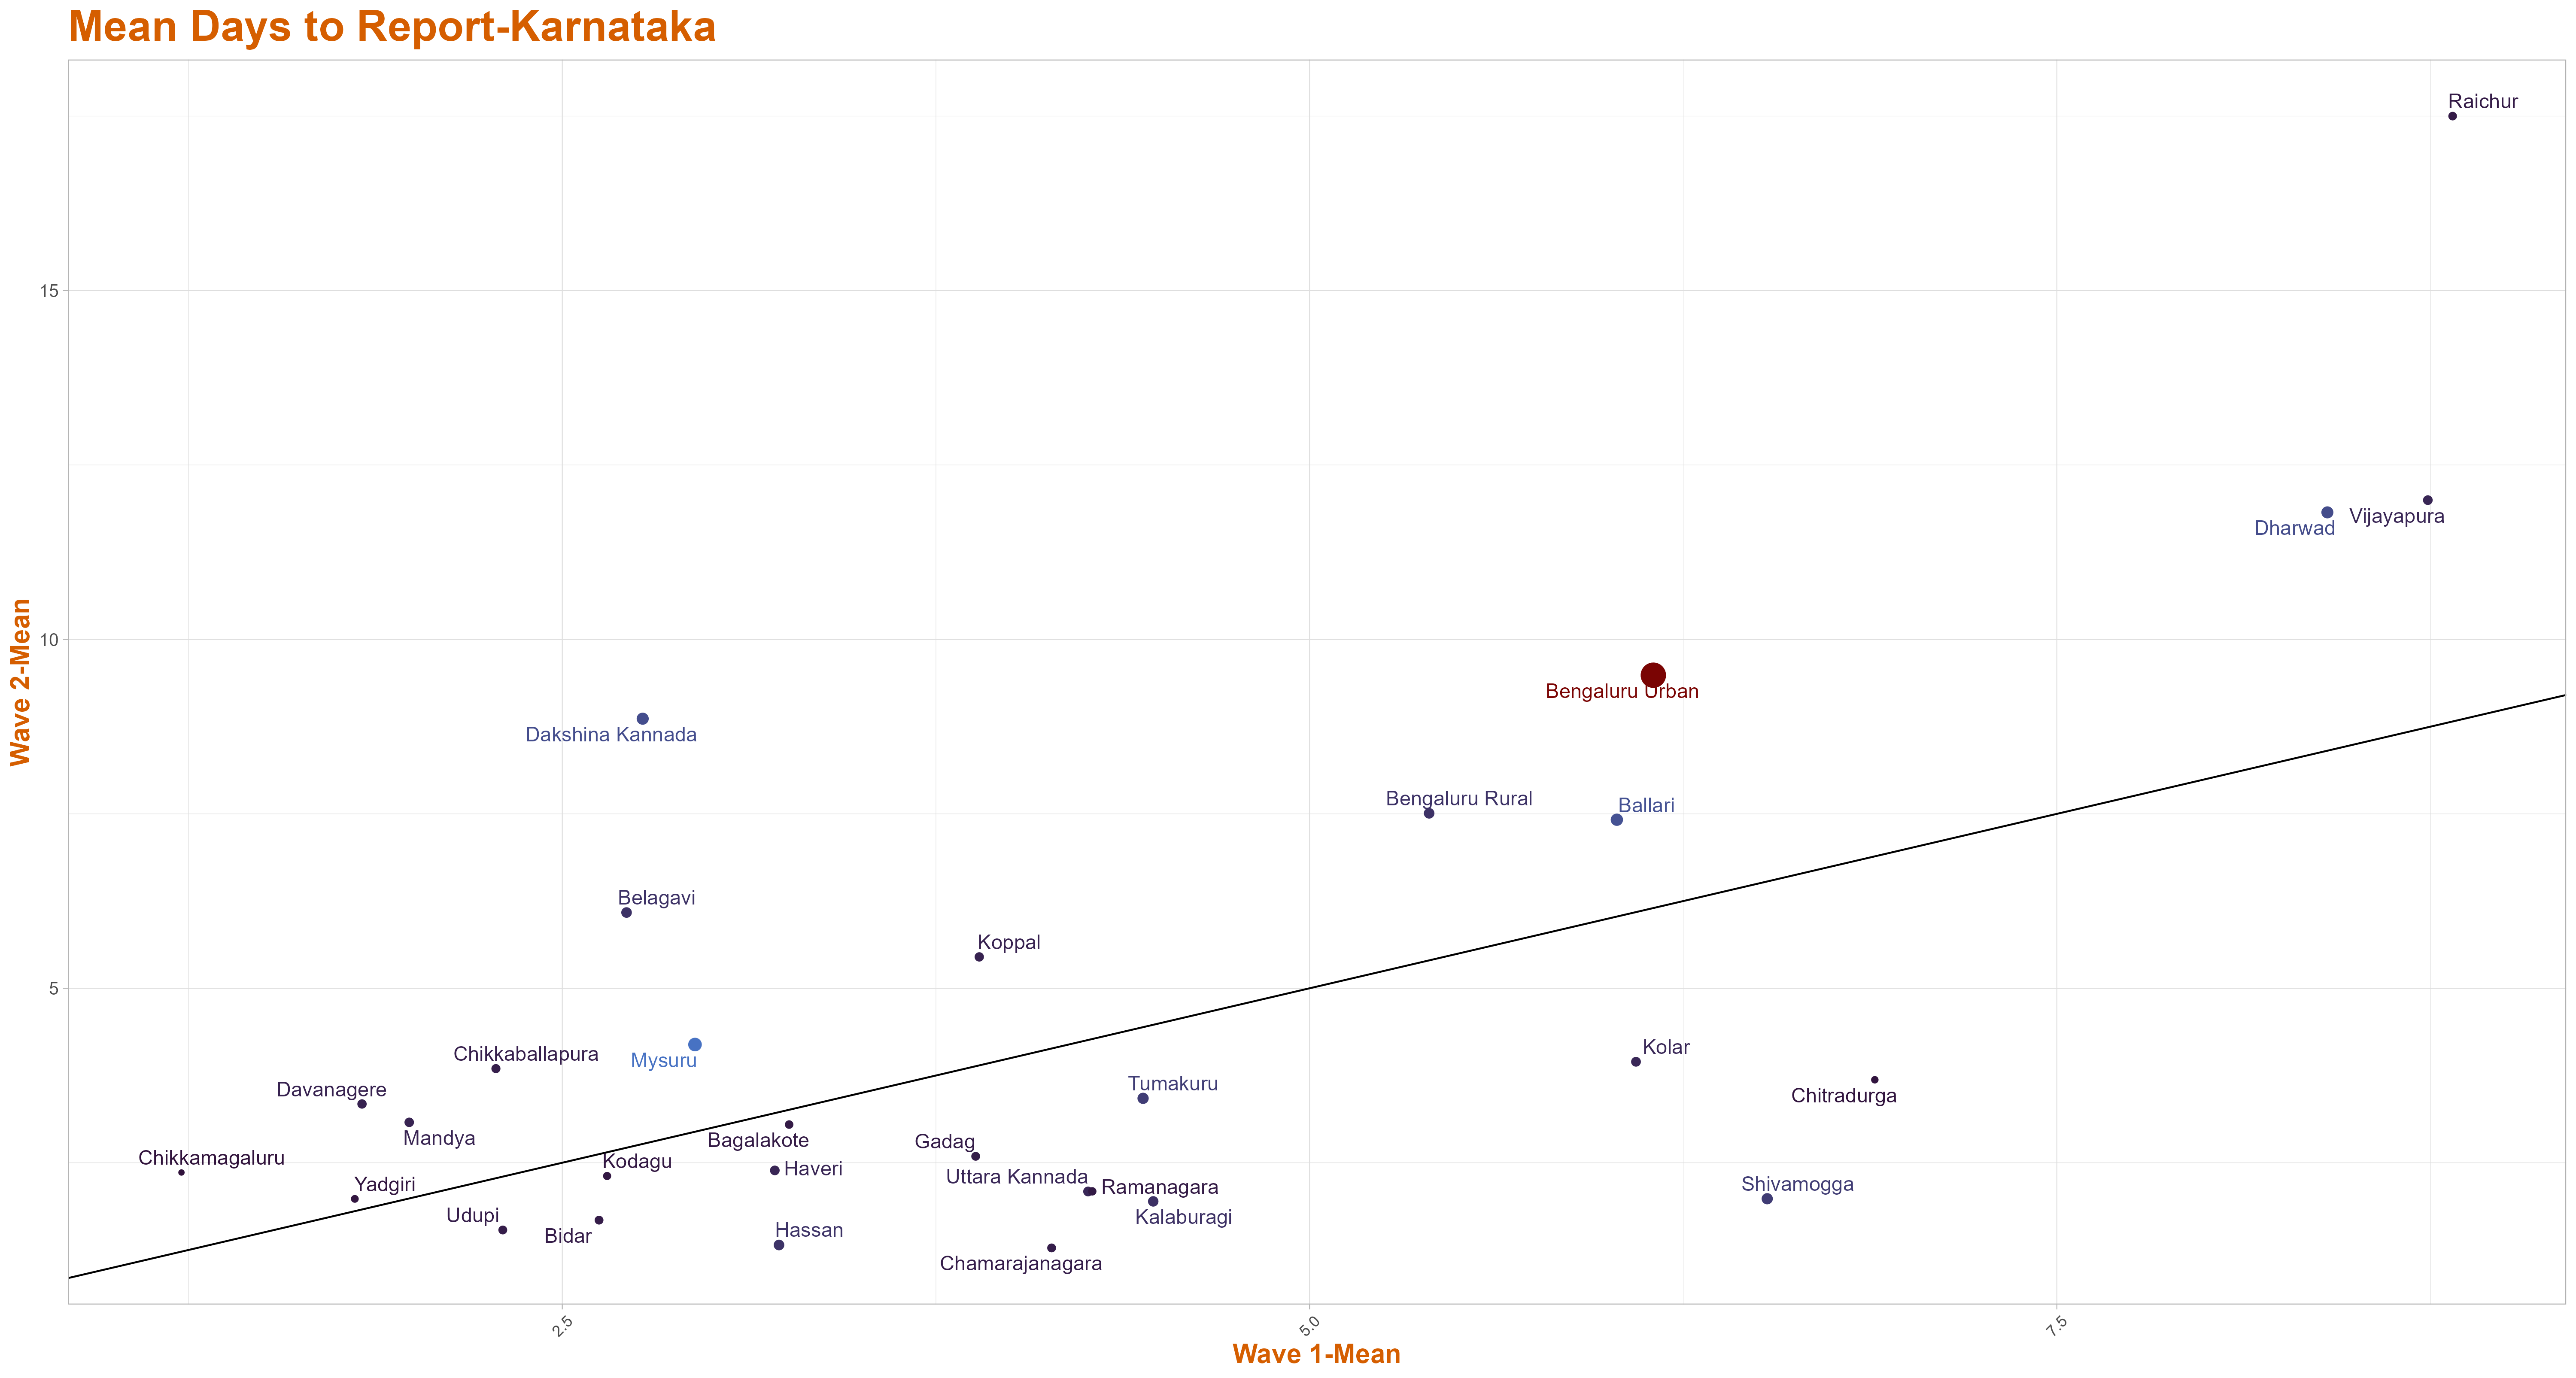 Mean Days to Report-Karnataka
Raichur
15
Vijayapura
Dharwad
10
Wave 2-Mean
Bengaluru Urban
Dakshina Kannada
Bengaluru Rural
Ballari
Belagavi
Koppal
5
Chikkaballapura
Mysuru
Kolar
Davanagere
Tumakuru
Chitradurga
Mandya
Bagalakote
Gadag
Chikkamagaluru
Kodagu
Haveri
Uttara Kannada
Yadgiri
Ramanagara
Shivamogga
Udupi
Kalaburagi
Bidar
Hassan
Chamarajanagara
2.5
5.0
7.5
Wave 1-Mean